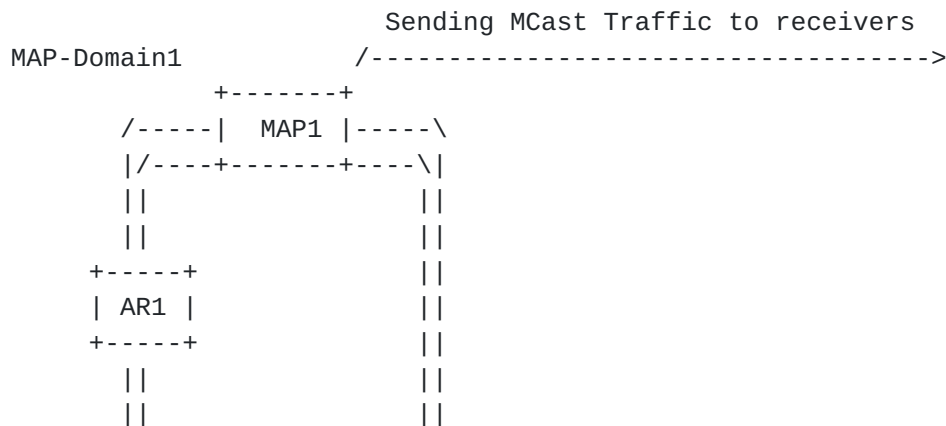 Sending MCast Traffic to receivers
MAP-Domain1                      /------------------------------------>
             +-------+
       /-----|  MAP1 |-----\
       |/----+-------+----\|
       ||                 ||
       ||                 ||
     +-----+              ||
     | AR1 |              ||
     +-----+              ||
       ||                 ||
       ||                 ||